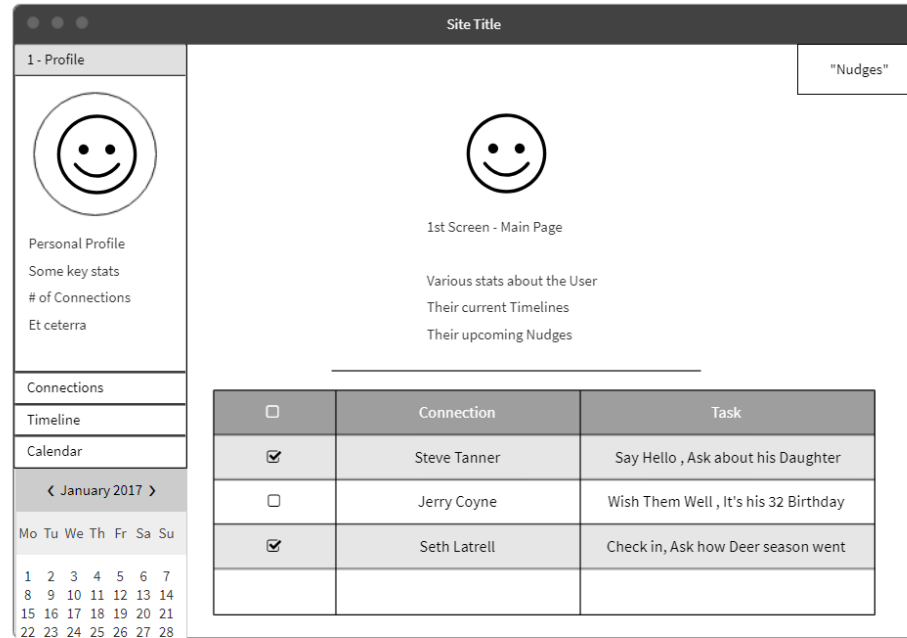 Site Title
1 - Profile
"Nudges"
Personal Profile
Some key stats
# of Connections
Et ceterra
1st Screen - Main Page
Various stats about the User
Their current Timelines
Their upcoming Nudges
Connections
Timeline
Calendar
❮ January 2017 ❯
Mo Tu We Th Fr Sa Su
1 2 3 4 5 6 7
8 9 10 11 12 13 14
15 16 17 18 19 20 21
22 23 24 25 26 27 28
Connection Task
Steve Tanner Say Hello , Ask about his Daughter
Jerry Coyne Wish Them Well , It's his 32 Birthday
Seth Latrell Check in, Ask how Deer season went